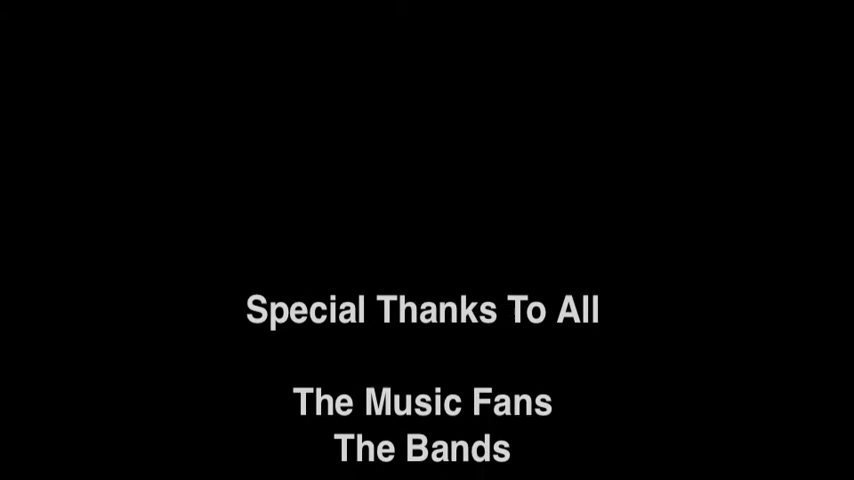 Special Thanks To All
The Music Fans
The Bands